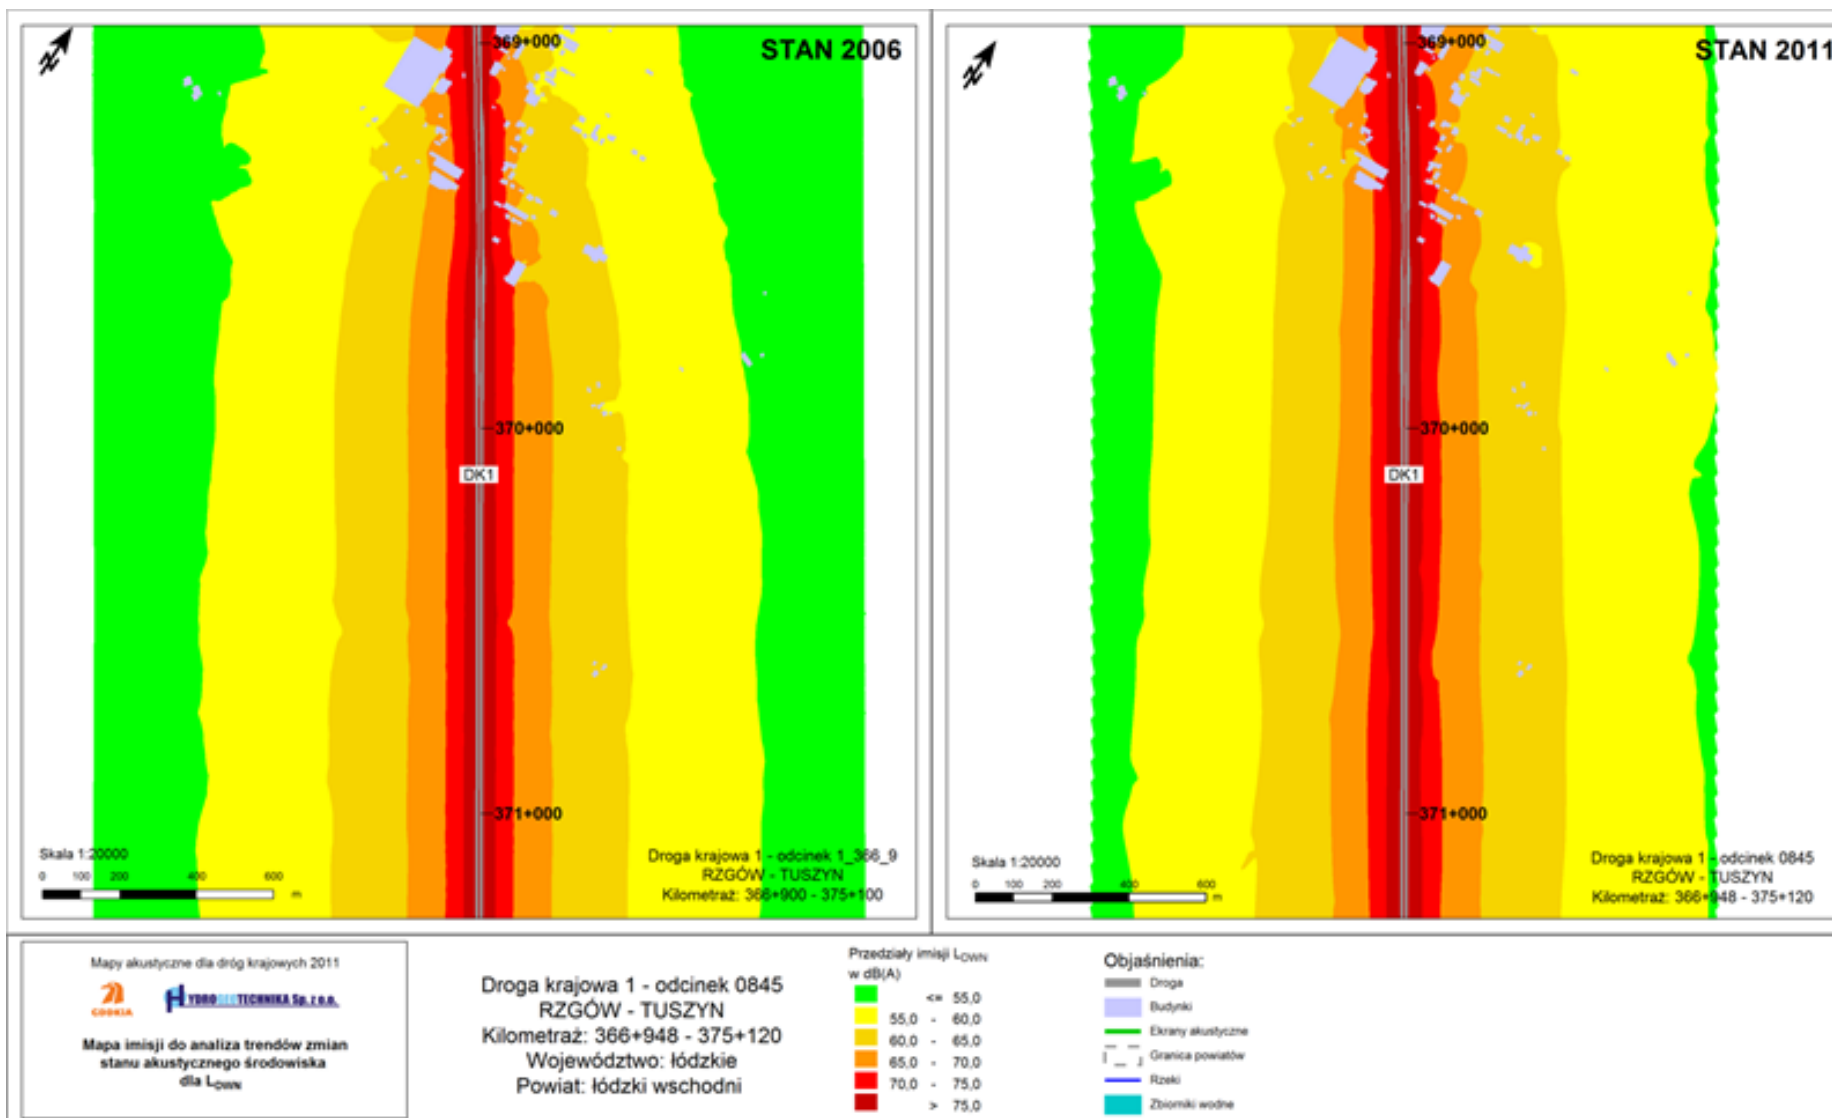 N
STAN 2006
369+000
370+000
DK1
371+000
Skala 1:20000
0 100 200 400 600 m
Droga krajowa 1 - odcinek 1_366_9
RZGÓW - TUSZYN
Kilometraż: 366+900 - 375+100
N
STAN 2011
369+000
370+000
DK1
371+000
Skala 1:20000
0 100 200 400 600 m
Droga krajowa 1 - odcinek 0845
RZGÓW - TUSZYN
Kilometraż: 366+948 - 375+120
Mapy akustyczne dla dróg krajowych 2011
GDDKIA
HYDROGEOTECHNIKA Sp. z o.o.
Mapa imisji do analiza trendów zmian
stanu akustycznego środowiska
dla LDWN
Droga krajowa 1 - odcinek 0845
RZGÓW - TUSZYN
Kilometraż: 366+948 - 375+120
Województwo: łódzkie
Powiat: łódzki wschodni
Przedziały imisji LDWN
w dB(A)
<= 55,0
55,0 - 60,0
60,0 - 65,0
65,0 - 70,0
70,0 - 75,0
> 75,0
Objaśnienia:
Droga
Budynki
Ekrany akustyczne
Granica powiatów
Rzeki
Zbiorniki wodne